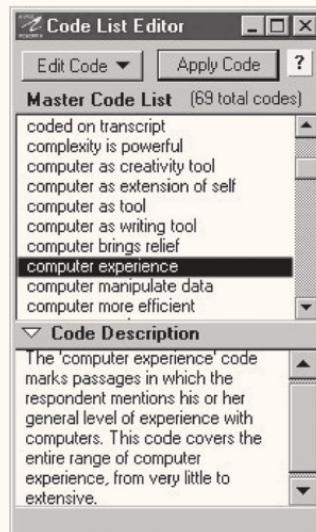 Code List Editor
Edit Code Apply Code ?
Master Code List (69 total codes)
coded on transcript
complexity is powerful
computer as creativity tool
computer as extension of self
computer as tool
computer as writing tool
computer brings relief
computer experience
computer manipulate data
computer more efficient
Code Description
The 'computer experience' code
marks passages in which the
respondent mentions his or her
general level of experience with
computers. This code covers the
entire range of computer
experience, from very little to
extensive.